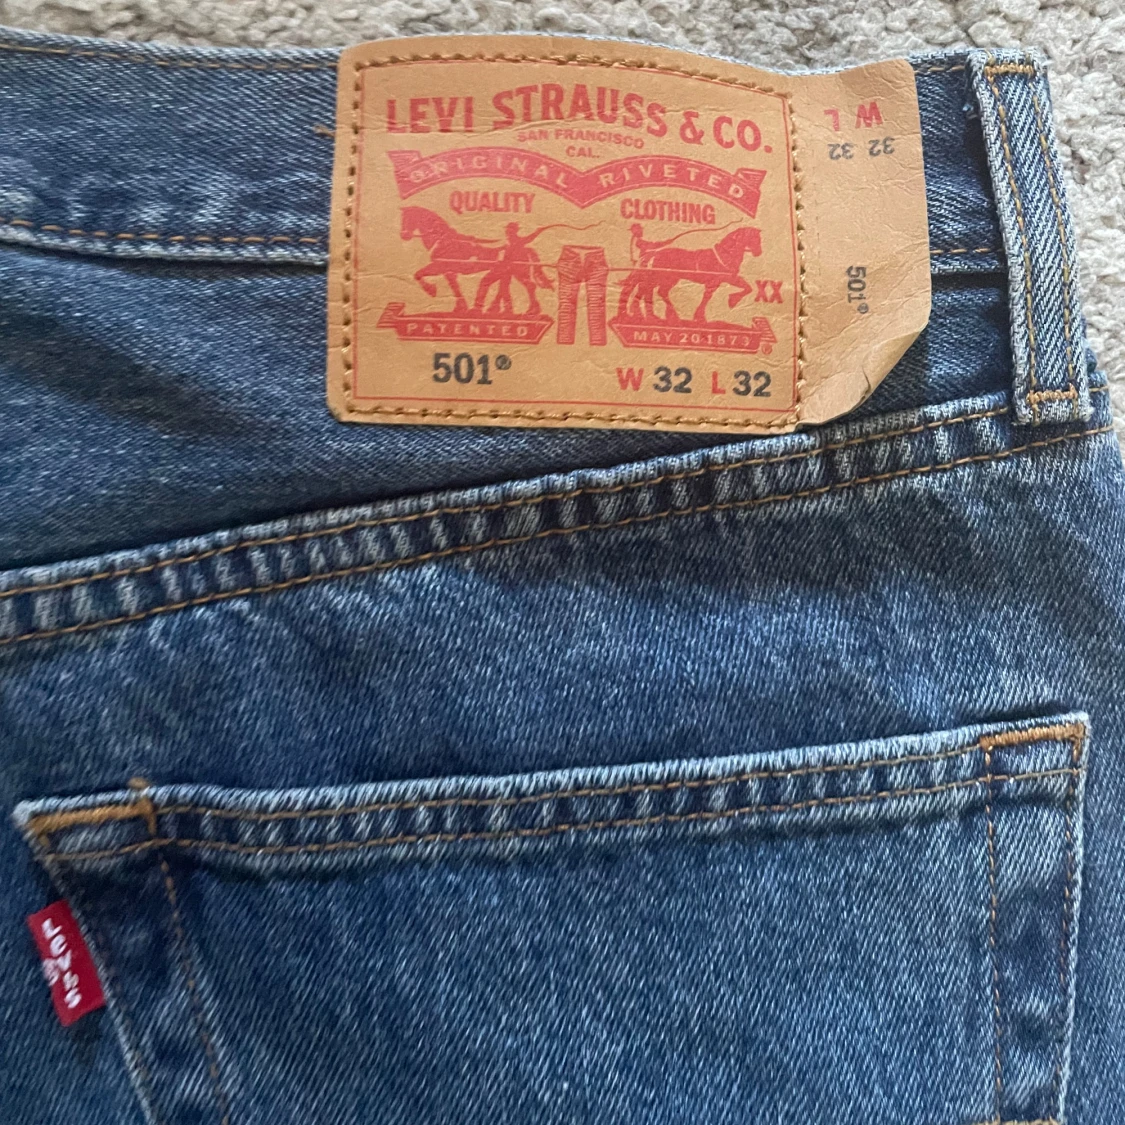 LEVI STRAUSS & CO.
SAN FRANCISCO
CAL.
ORIGINAL RIVETED
QUALITY CLOTHING
XX
PATENTED MAY 20 1873 ®
501® W 32 L 32
W L
32 32
501®
Levi's